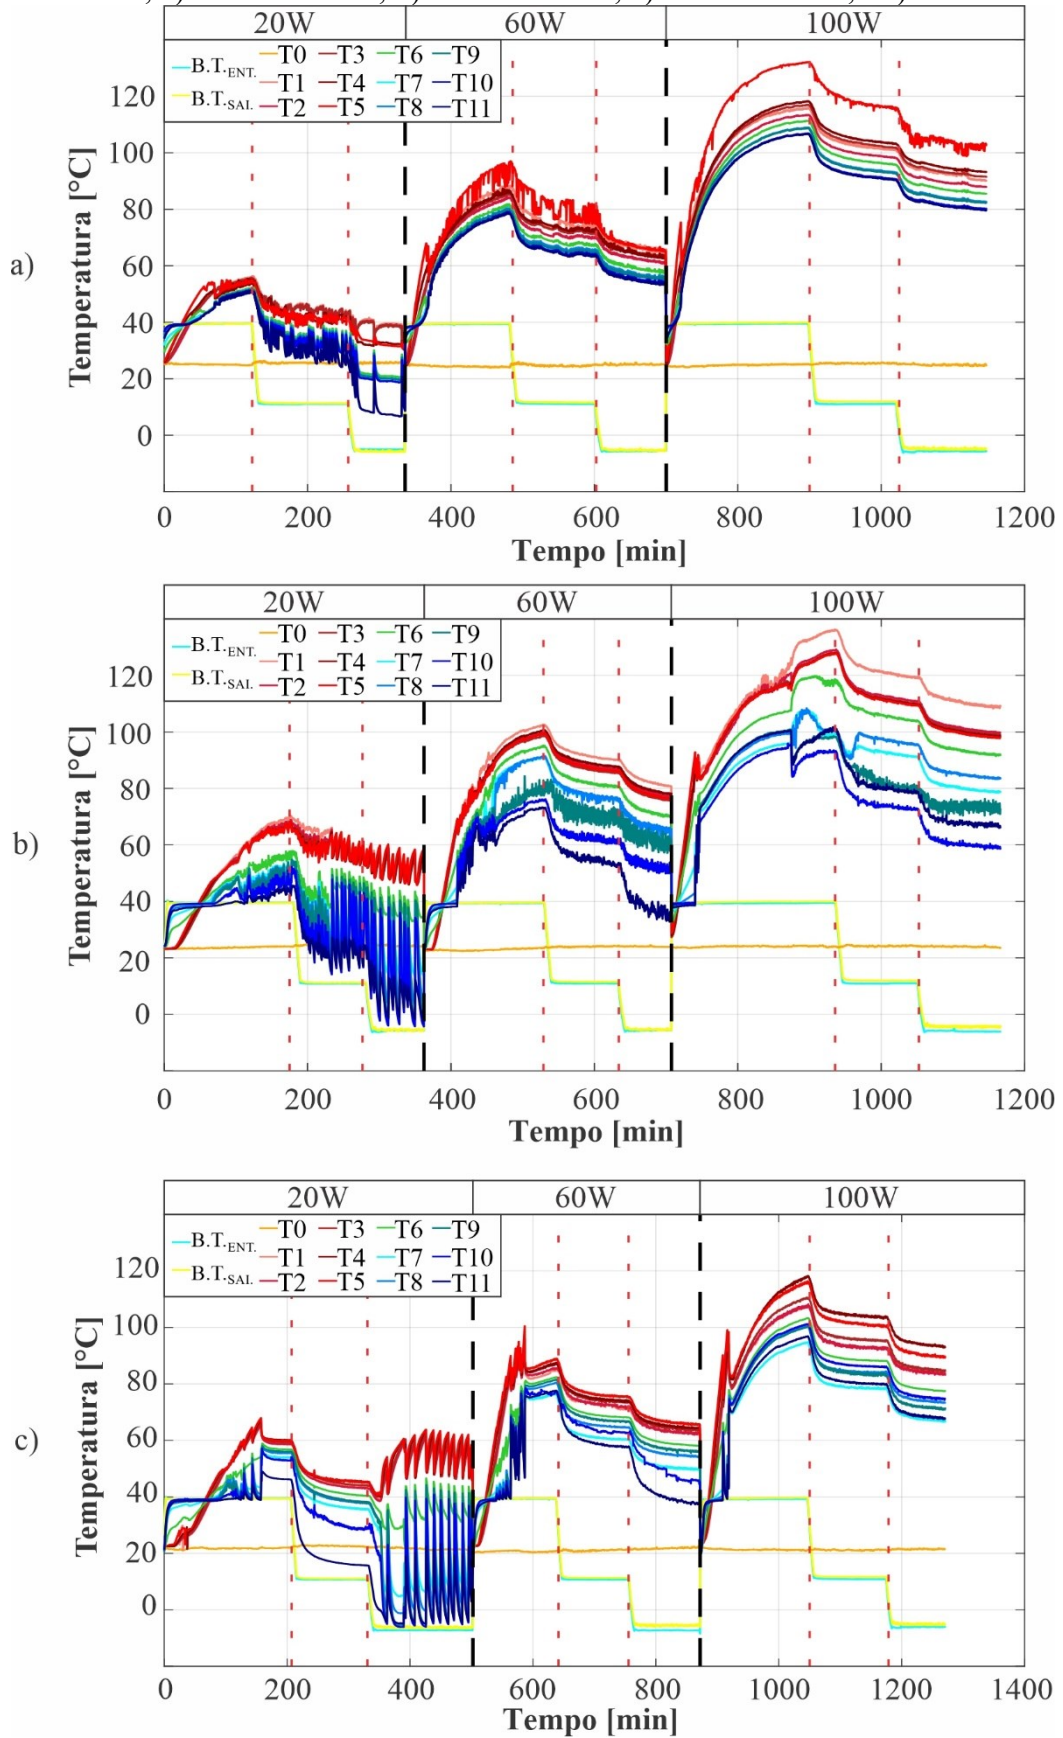 20W 60W 100W
B.T.ENT. T0 T3 T6 T9
T1 T4 T7 T10
B.T.SAI. T2 T5 T8 T11
120
100
80
60
40
20
0
Temperatura [°C]
a)
0 200 400 600 800 1000 1200
Tempo [min]
20W 60W 100W
B.T.ENT. T0 T3 T6 T9
T1 T4 T7 T10
B.T.SAI. T2 T5 T8 T11
120
100
80
60
40
20
0
Temperatura [°C]
b)
0 200 400 600 800 1000 1200
Tempo [min]
20W 60W 100W
B.T.ENT. T0 T3 T6 T9
T1 T4 T7 T10
B.T.SAI. T2 T5 T8 T11
120
100
80
60
40
20
0
Temperatura [°C]
c)
0 200 400 600 800 1000 1200 1400
Tempo [min]